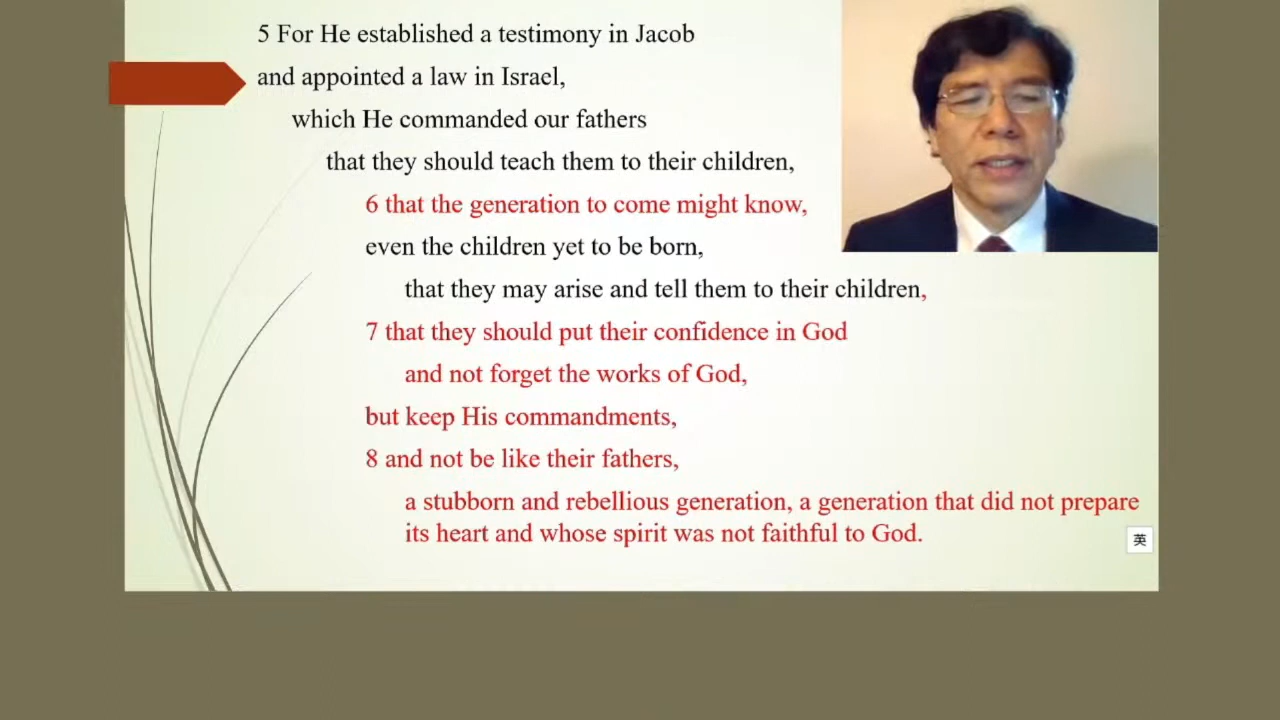 5 For He established a testimony in Jacob
and appointed a law in Israel,
which He commanded our fathers
that they should teach them to their children,
6 that the generation to come might know,
even the children yet to be born,
that they may arise and tell them to their children,
7 that they should put their confidence in God
and not forget the works of God,
but keep His commandments,
8 and not be like their fathers,
a stubborn and rebellious generation, a generation that did not prepare
its heart and whose spirit was not faithful to God.
英